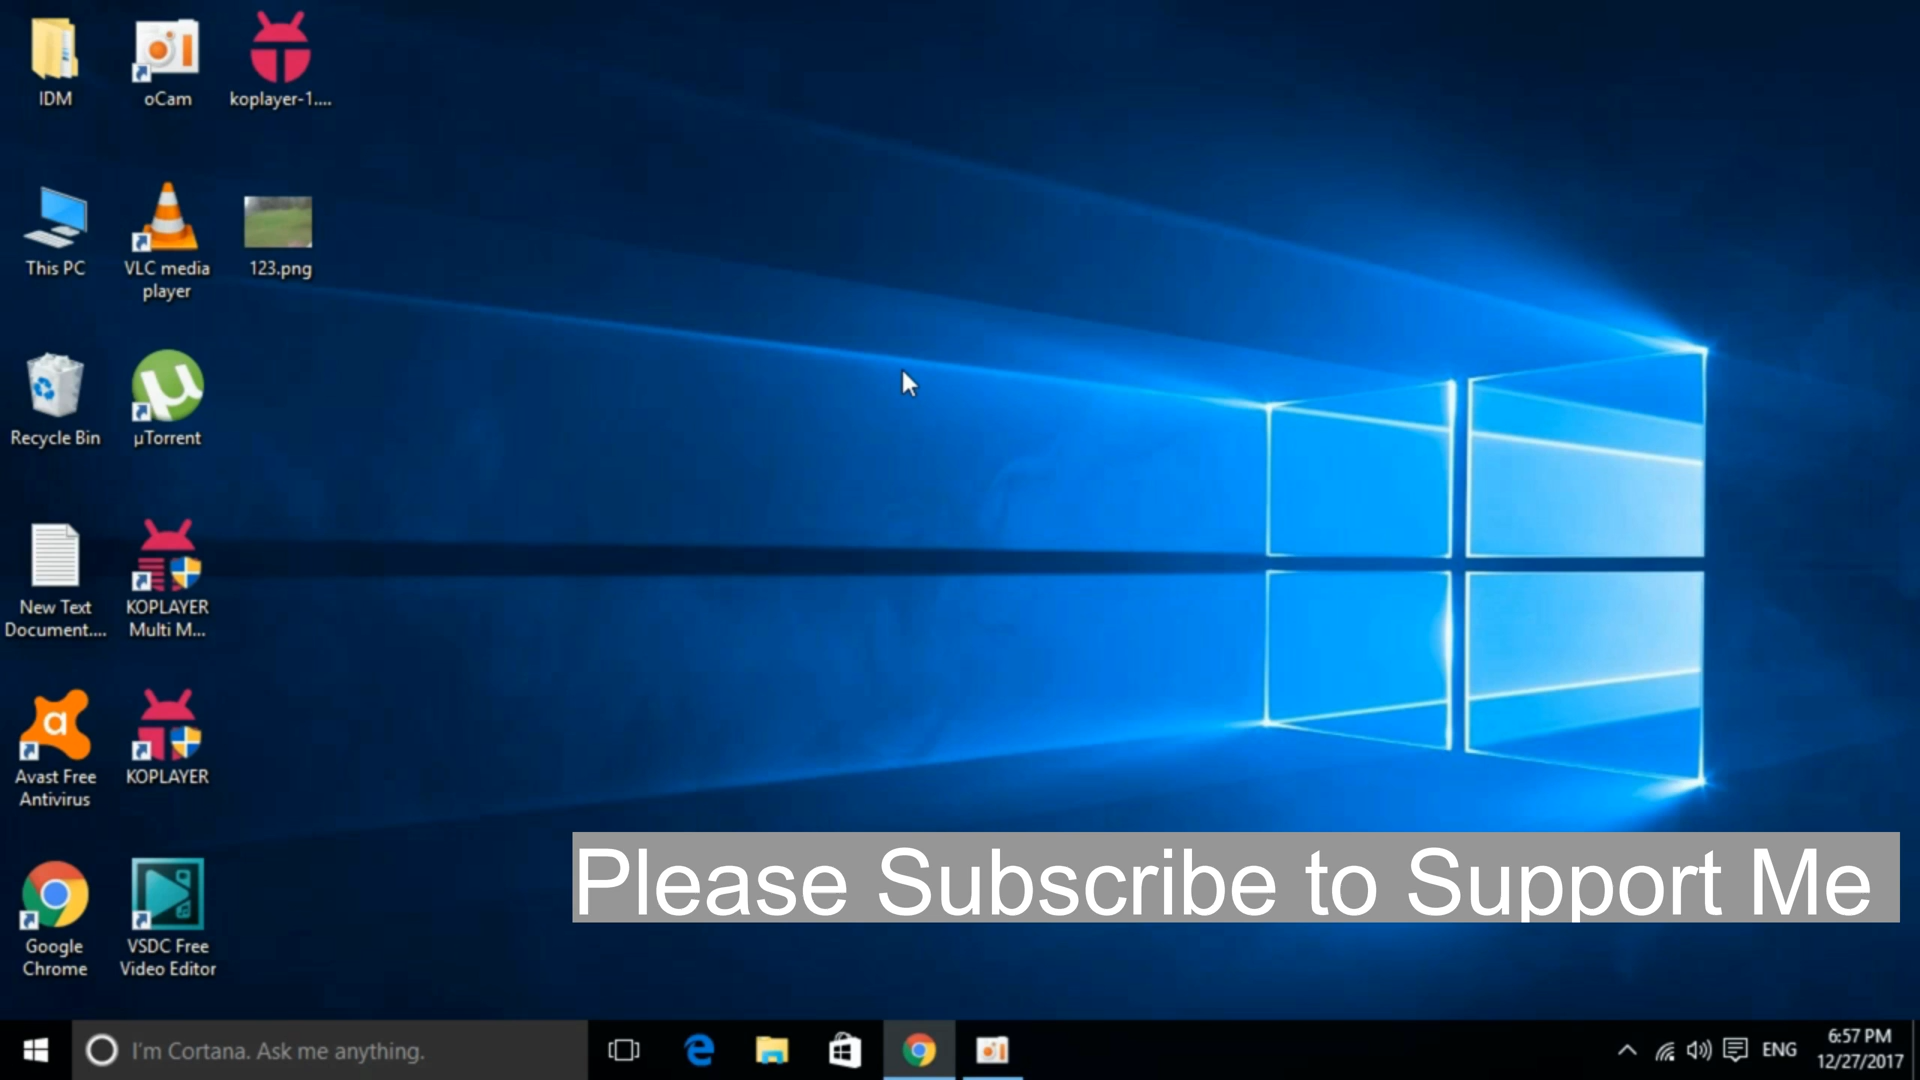 IDM
oCam
koplayer-1....
This PC
VLC media
player
123.png
Recycle Bin
µTorrent
New Text
Document....
KOPLAYER
Multi M...
Avast Free
Antivirus
KOPLAYER
Google
Chrome
VSDC Free
Video Editor
Please Subscribe to Support Me
I'm Cortana. Ask me anything.
ENG
6:57 PM
12/27/2017